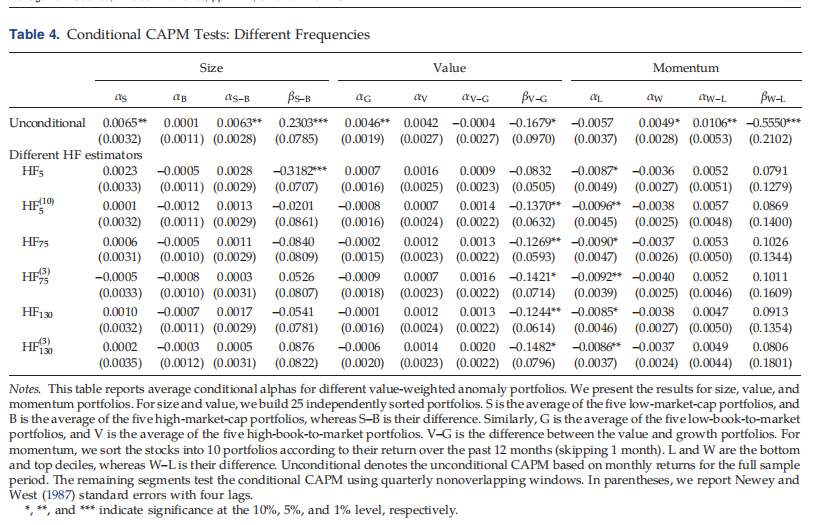 Table 4. Conditional CAPM Tests: Different Frequencies
Size Value Momentum
αS αB αS–B βS–B αG αV αV–G βV–G αL αW αW–L βW–L
Unconditional 0.0065** 0.0001 0.0063** 0.2303*** 0.0046** 0.0042 −0.0004 −0.1679* −0.0057 0.0049* 0.0106** −0.5550***
(0.0032) (0.0011) (0.0028) (0.0785) (0.0019) (0.0027) (0.0027) (0.0970) (0.0037) (0.0028) (0.0053) (0.2102)
Different HF estimators
HF5 0.0023 −0.0005 0.0028 −0.3182*** 0.0007 0.0016 0.0009 −0.0832 −0.0087* −0.0036 0.0052 0.0791
(0.0033) (0.0011) (0.0029) (0.0707) (0.0016) (0.0025) (0.0023) (0.0505) (0.0049) (0.0027) (0.0051) (0.1279)
HF5(10) 0.0001 −0.0012 0.0013 −0.0201 −0.0008 0.0007 0.0014 −0.1370** −0.0096** −0.0038 0.0057 0.0869
(0.0032) (0.0011) (0.0029) (0.0861) (0.0016) (0.0024) (0.0022) (0.0632) (0.0045) (0.0025) (0.0048) (0.1400)
HF75 0.0006 −0.0005 0.0011 −0.0840 −0.0002 0.0012 0.0013 −0.1269** −0.0090* −0.0037 0.0053 0.1026
(0.0031) (0.0010) (0.0029) (0.0809) (0.0015) (0.0023) (0.0022) (0.0593) (0.0047) (0.0026) (0.0050) (0.1344)
HF75(3) −0.0005 −0.0008 0.0003 0.0526 −0.0009 0.0007 0.0016 −0.1421* −0.0092** −0.0040 0.0052 0.1011
(0.0033) (0.0010) (0.0031) (0.0807) (0.0018) (0.0023) (0.0022) (0.0714) (0.0039) (0.0025) (0.0046) (0.1609)
HF130 0.0010 −0.0007 0.0017 −0.0541 −0.0001 0.0012 0.0013 −0.1244** −0.0085* −0.0038 0.0047 0.0913
(0.0032) (0.0011) (0.0029) (0.0781) (0.0016) (0.0024) (0.0022) (0.0614) (0.0046) (0.0027) (0.0050) (0.1354)
HF130(3) 0.0002 −0.0003 0.0005 0.0876 −0.0006 0.0014 0.0020 −0.1482* −0.0086** −0.0037 0.0049 0.0806
(0.0035) (0.0012) (0.0031) (0.0822) (0.0020) (0.0023) (0.0022) (0.0796) (0.0037) (0.0024) (0.0044) (0.1801)
Notes. This table reports average conditional alphas for different value-weighted anomaly portfolios. We present the results for size, value, and
momentum portfolios. For size and value, we build 25 independently sorted portfolios. S is the average of the five low-market-cap portfolios, and
B is the average of the five high-market-cap portfolios, whereas S–B is their difference. Similarly, G is the average of the five low-book-to-market
portfolios, and V is the average of the five high-book-to-market portfolios. V–G is the difference between the value and growth portfolios. For
momentum, we sort the stocks into 10 portfolios according to their return over the past 12 months (skipping 1 month). L and W are the bottom
and top deciles, whereas W–L is their difference. Unconditional denotes the unconditional CAPM based on monthly returns for the full sample
period. The remaining segments test the conditional CAPM using quarterly nonoverlapping windows. In parentheses, we report Newey and
West (1987) standard errors with four lags.
*, **, and *** indicate significance at the 10%, 5%, and 1% level, respectively.